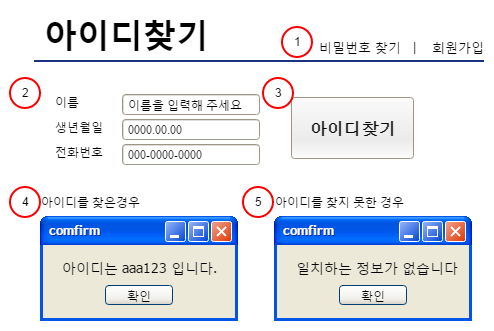 아이디찾기
1 비밀번호 찾기 | 회원가입
2 이름 이름을 입력해 주세요 3
생년월일 0000.00.00
아이디찾기
전화번호 000-0000-0000
4 아이디를 찾은경우
comfirm
아이디는 aaa123 입니다.
확인
5 아이디를 찾지 못한 경우
comfirm
일치하는 정보가 없습니다
확인